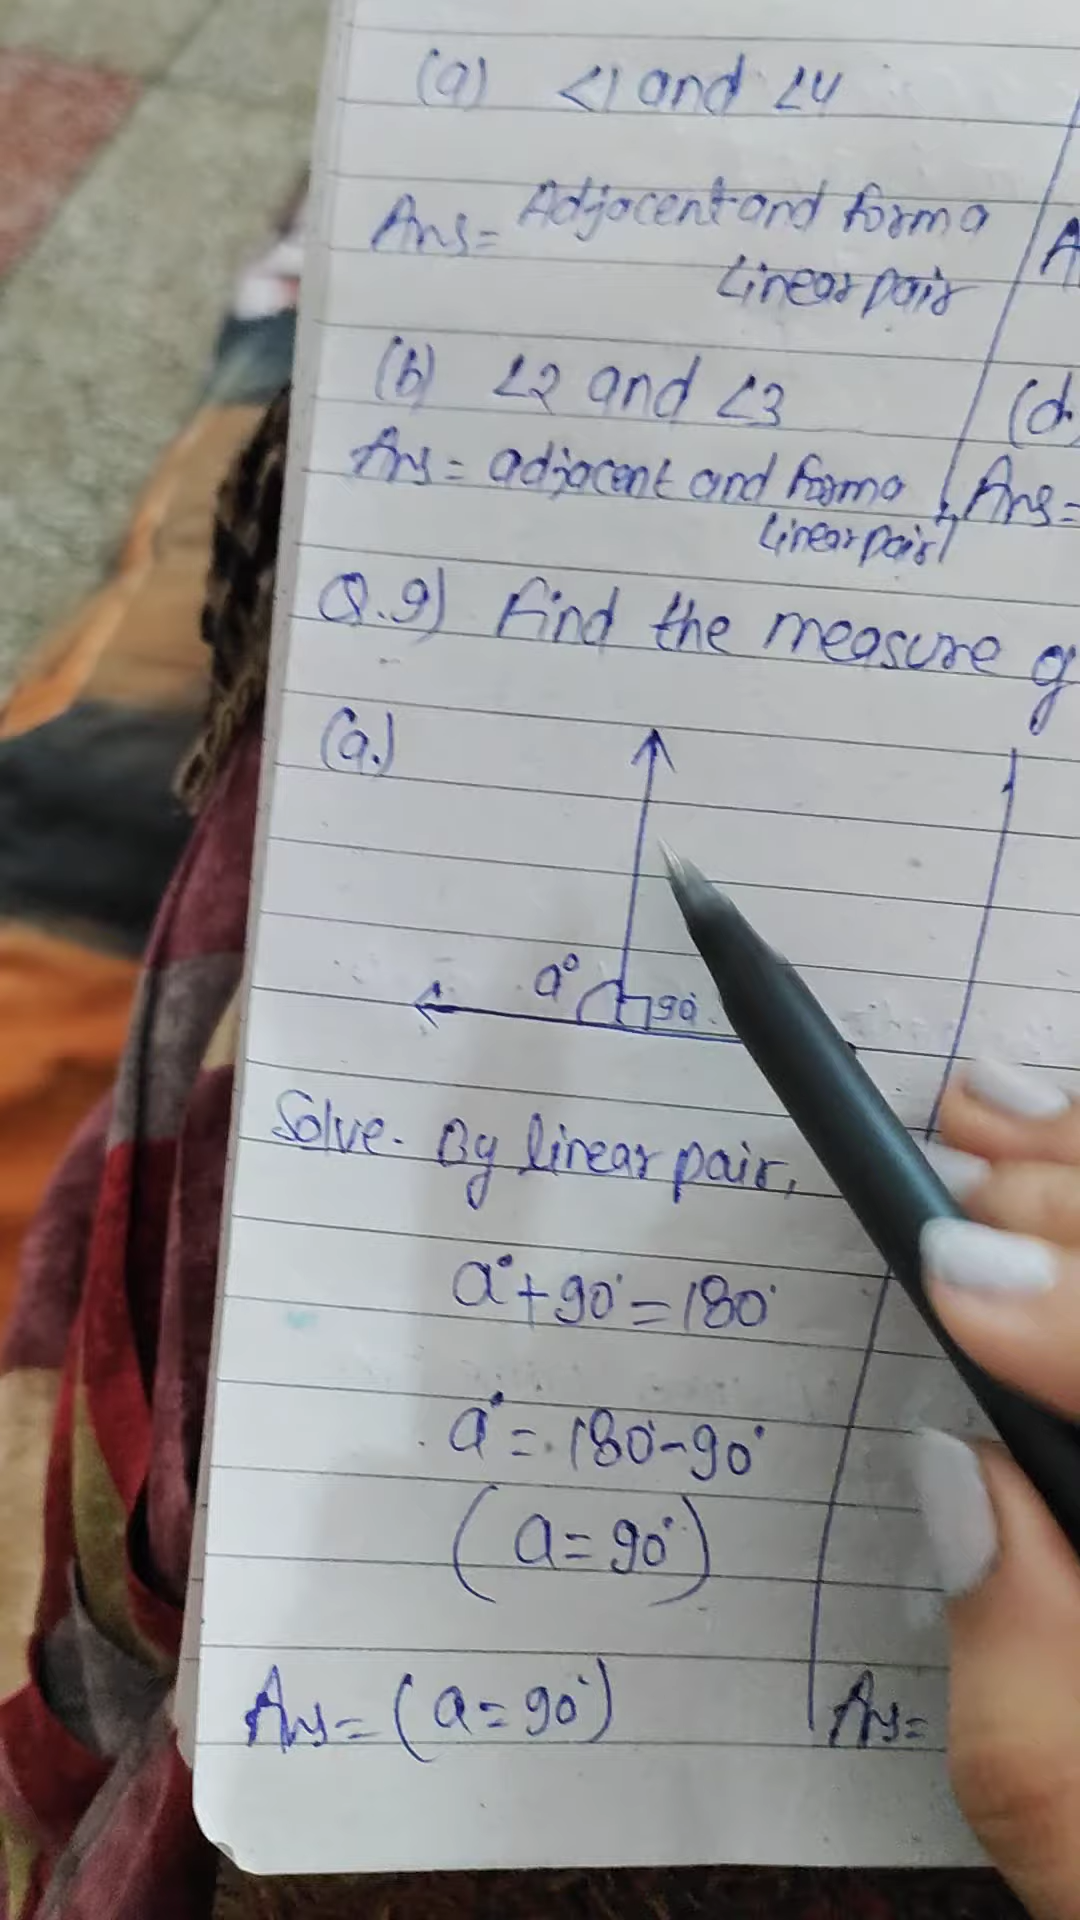 (a) ∠1 and ∠4
Ans= Adjacent and form a
Linear pair
(b) ∠2 and ∠3
(d)
Ans= adjacent and form a
Ans=
Linear pair
Q.9) Find the measure
(a.)
a° 90°
Solve- By linear pair,
a°+90°=180°
a°=180°-90°
(a=90°)
Ans=(a=90°)
Ans=